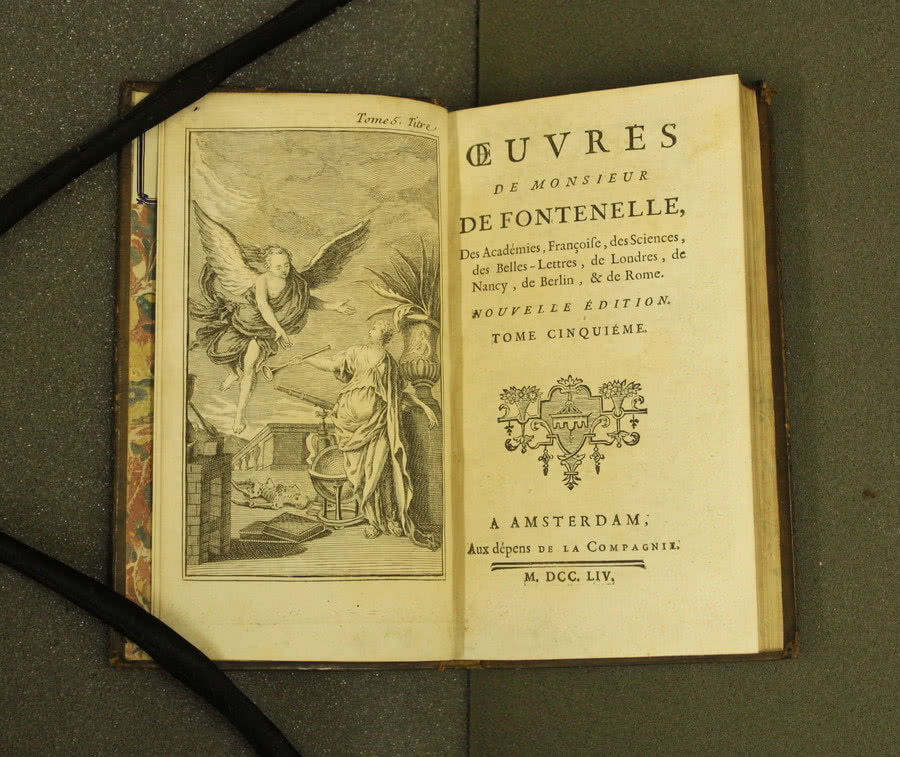 Tome 5. Titre
ŒUVRES
DE MONSIEUR
DE FONTENELLE,
Des Académies, Françoiſe, des Sciences,
des Belles-Lettres, de Londres, de
Nancy, de Berlin, & de Rome.
NOUVELLE ÉDITION.
TOME CINQUIÉME.
A AMSTERDAM,
Aux dépens DE LA COMPAGNIE.
M. DCC. LIV.